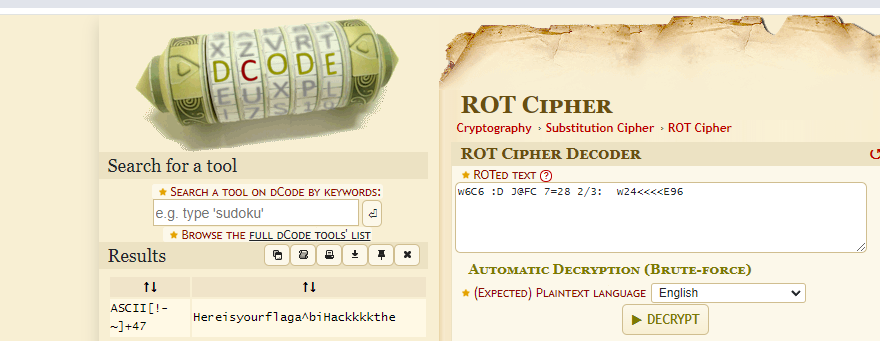 XZVRT
DCODE
EUXPL
Search for a tool
★ Search a tool on dCode by keywords:
e.g. type 'sudoku'
★ Browse the full dCode tools' list
Results
↑↓ ↑↓
ASCII[!-
~]+47
Hereisyourflaga^biHackkkkthe
ROT Cipher
Cryptography › Substitution Cipher › ROT Cipher
ROT Cipher Decoder
★ ROTed text ?
w6C6 :D J@FC 7=28 2/3:  w24<<<<E96
Automatic Decryption (Brute-force)
★ (Expected) Plaintext language English
▶ DECRYPT